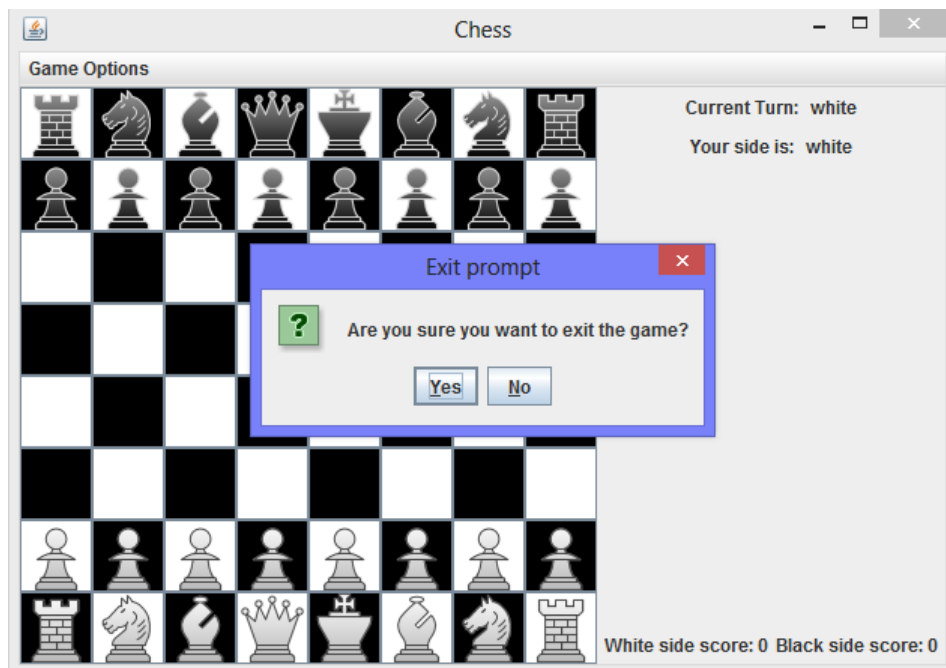 Chess
Game Options
Current Turn: white
Your side is: white
Exit prompt
?
Are you sure you want to exit the game?
Yes No
White side score: 0 Black side score: 0